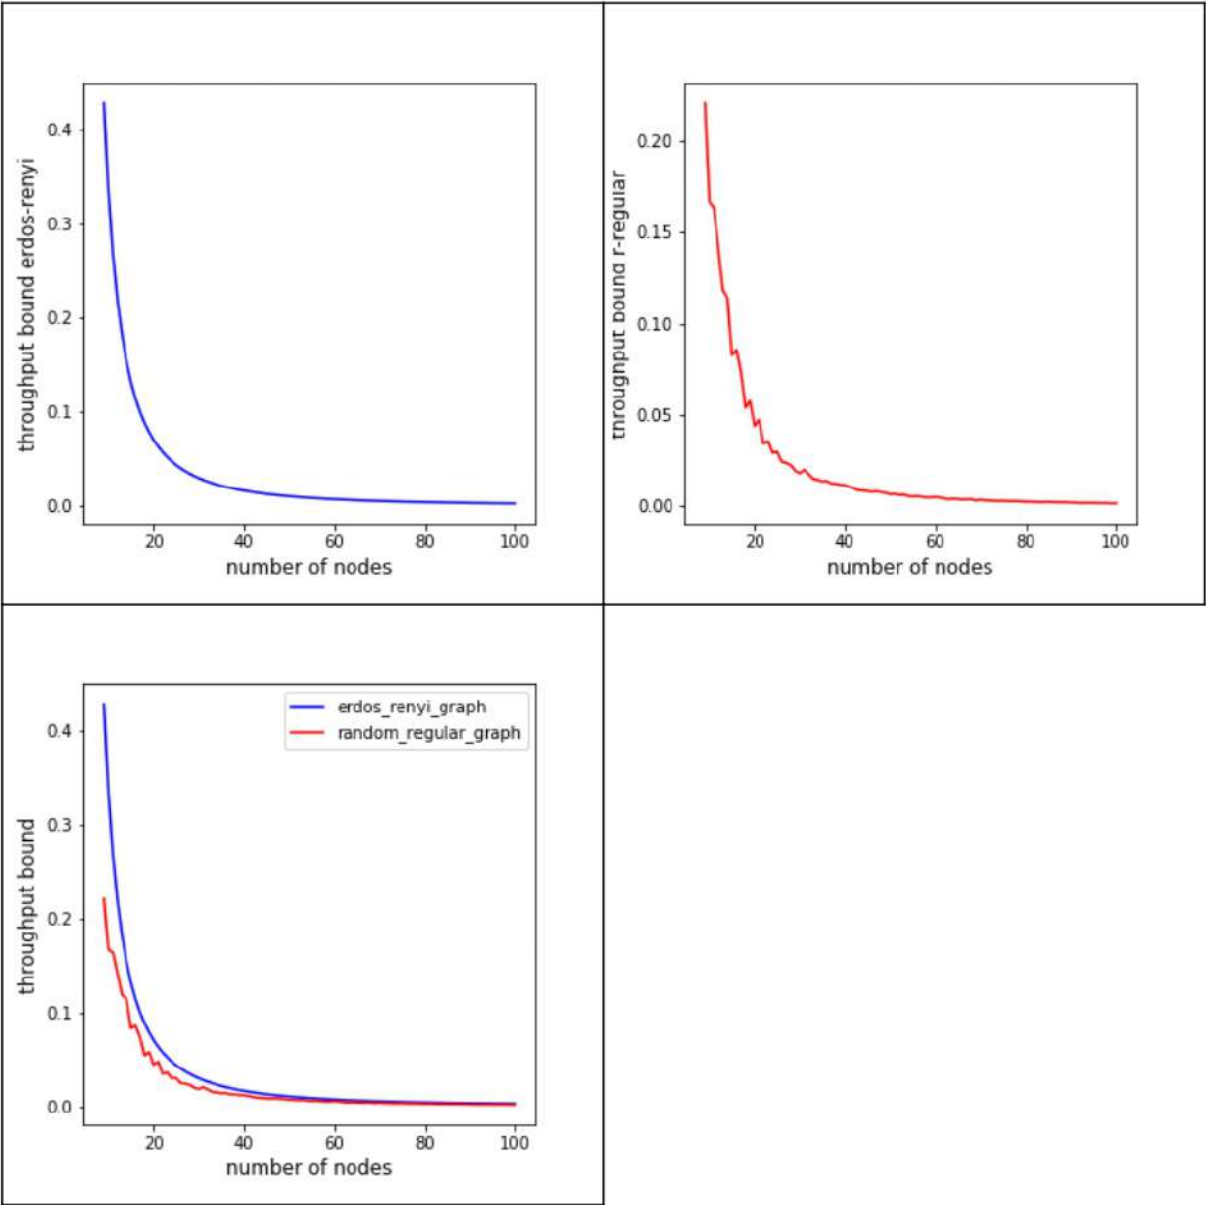 throughput bound erdos-renyi
0.4
0.3
0.2
0.1
0.0
20 40 60 80 100
number of nodes
throughput bound r-regular
0.20
0.15
0.10
0.05
0.00
20 40 60 80 100
number of nodes
throughput bound
0.4
0.3
0.2
0.1
0.0
erdos_renyi_graph
random_regular_graph
20 40 60 80 100
number of nodes